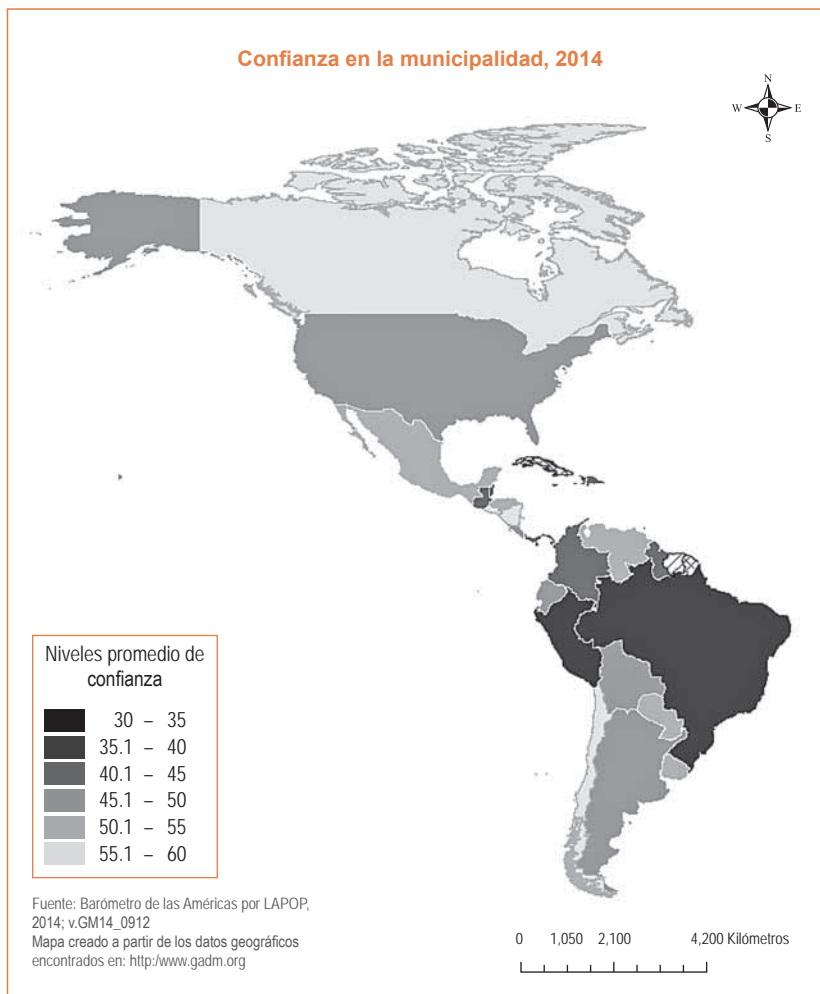 Confianza en la municipalidad, 2014
N
W E
S
Niveles promedio de
confianza
30 – 35
35.1 – 40
40.1 – 45
45.1 – 50
50.1 – 55
55.1 – 60
Fuente: Barómetro de las Américas por LAPOP,
2014; v.GM14_0912
Mapa creado a partir de los datos geográficos
encontrados en: http:/www.gadm.org
0 1,050 2,100 4,200 Kilómetros